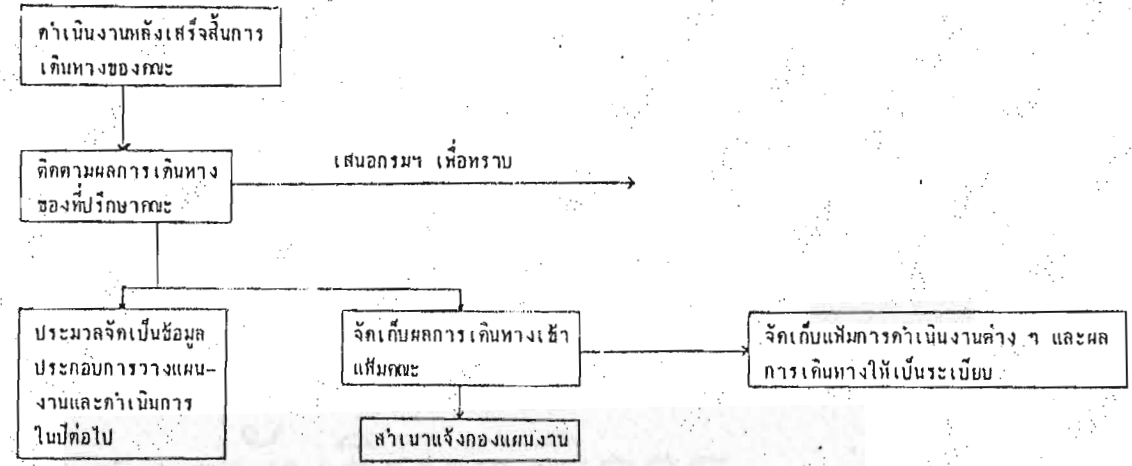 ดำเนินงานหลังเสร็จสิ้นการ
เดินทางของคณะ
ติดตามผลการเดินทาง
ของที่ปรึกษาคณะ
เสนอกรมฯ เพื่อทราบ
ประมวลจัดเป็นข้อมูล
ประกอบการวางแผน-
งานและดำเนินการ
ในปีต่อไป
จัดเก็บผลการเดินทางเข้า
แฟ้มคณะ
จัดเก็บแฟ้มการดำเนินงานต่าง ๆ และผล
การเดินทางให้เป็นระเบียบ
สำเนาแจ้งกองแผนงาน